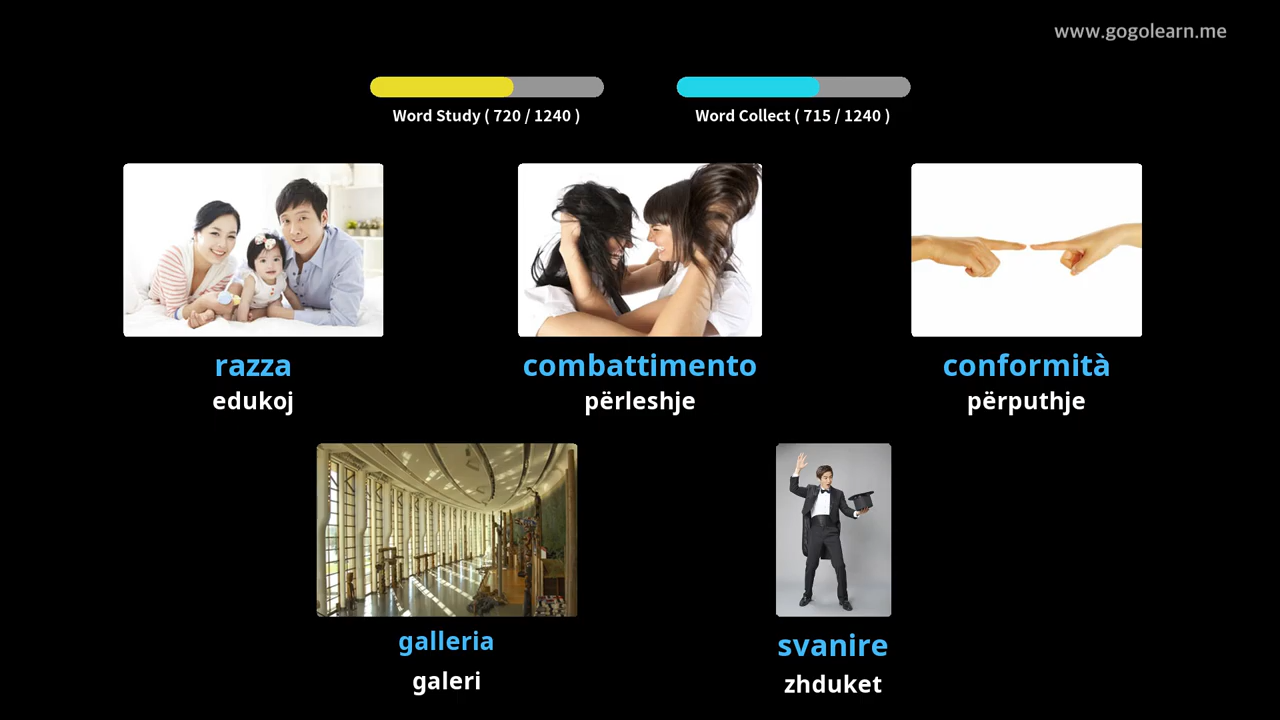 www.gogolearn.me
Word Study ( 720 / 1240 )
Word Collect ( 715 / 1240 )
razza
edukoj
combattimento
përleshje
conformità
përputhje
galleria
galeri
svanire
zhduket